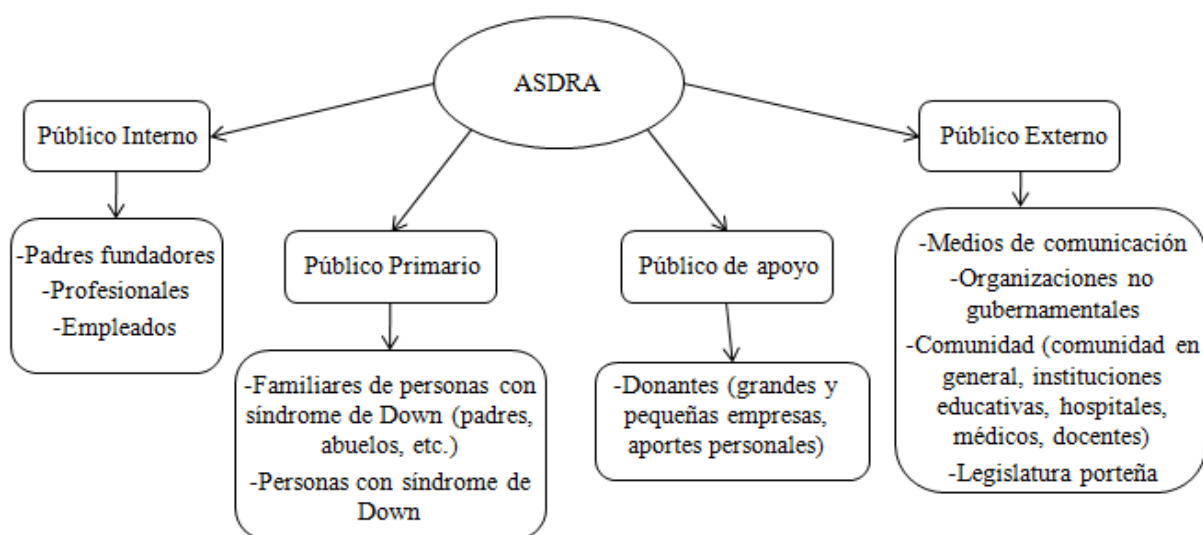 ASDRA
Público Interno
-Padres fundadores
-Profesionales
-Empleados
Público Primario
-Familiares de personas con
síndrome de Down (padres,
abuelos, etc.)
-Personas con síndrome de
Down
Público de apoyo
-Donantes (grandes y
pequeñas empresas,
aportes personales)
Público Externo
-Medios de comunicación
-Organizaciones no
gubernamentales
-Comunidad (comunidad en
general, instituciones
educativas, hospitales,
médicos, docentes)
-Legislatura porteña